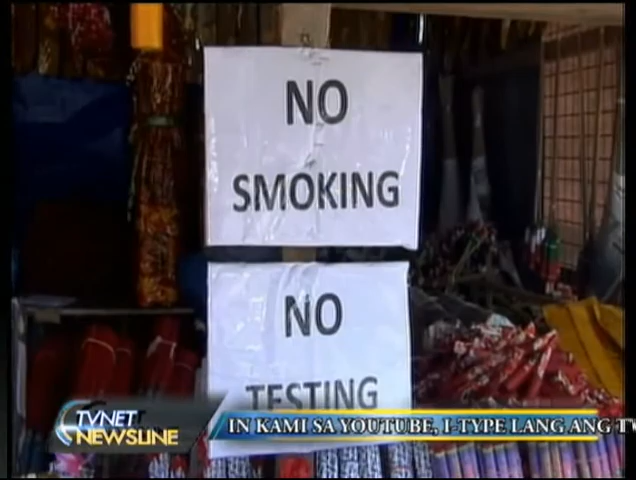 NO
SMOKING
NO
TESTING
TVNET
NEWSLINE
IN KAMI SA YOUTUBE, I-TYPE LANG ANG